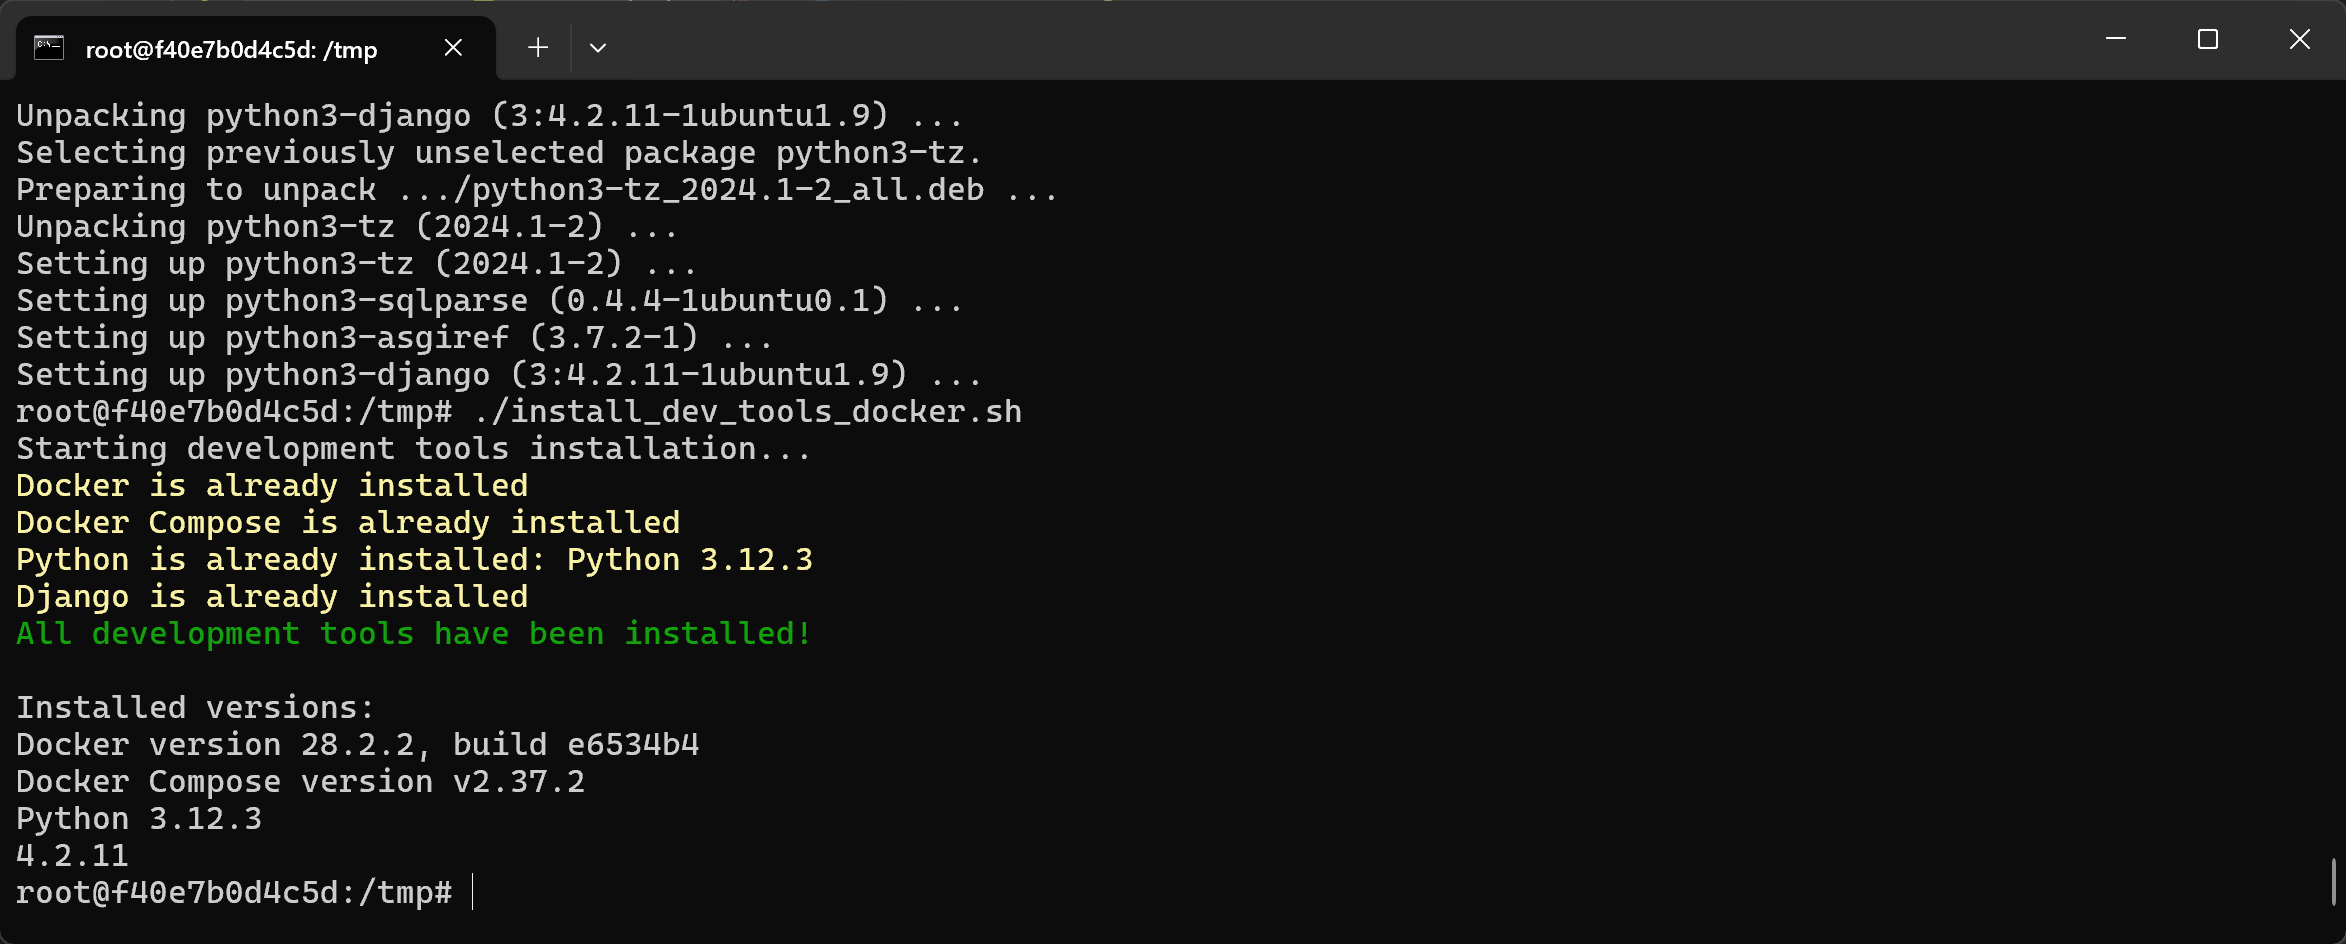 root@f40e7b0d4c5d: /tmp
Unpacking python3-django (3:4.2.11-1ubuntu1.9) ...
Selecting previously unselected package python3-tz.
Preparing to unpack .../python3-tz_2024.1-2_all.deb ...
Unpacking python3-tz (2024.1-2) ...
Setting up python3-tz (2024.1-2) ...
Setting up python3-sqlparse (0.4.4-1ubuntu0.1) ...
Setting up python3-asgiref (3.7.2-1) ...
Setting up python3-django (3:4.2.11-1ubuntu1.9) ...
root@f40e7b0d4c5d:/tmp# ./install_dev_tools_docker.sh
Starting development tools installation...
Docker is already installed
Docker Compose is already installed
Python is already installed: Python 3.12.3
Django is already installed
All development tools have been installed!
Installed versions:
Docker version 28.2.2, build e6534b4
Docker Compose version v2.37.2
Python 3.12.3
4.2.11
root@f40e7b0d4c5d:/tmp#